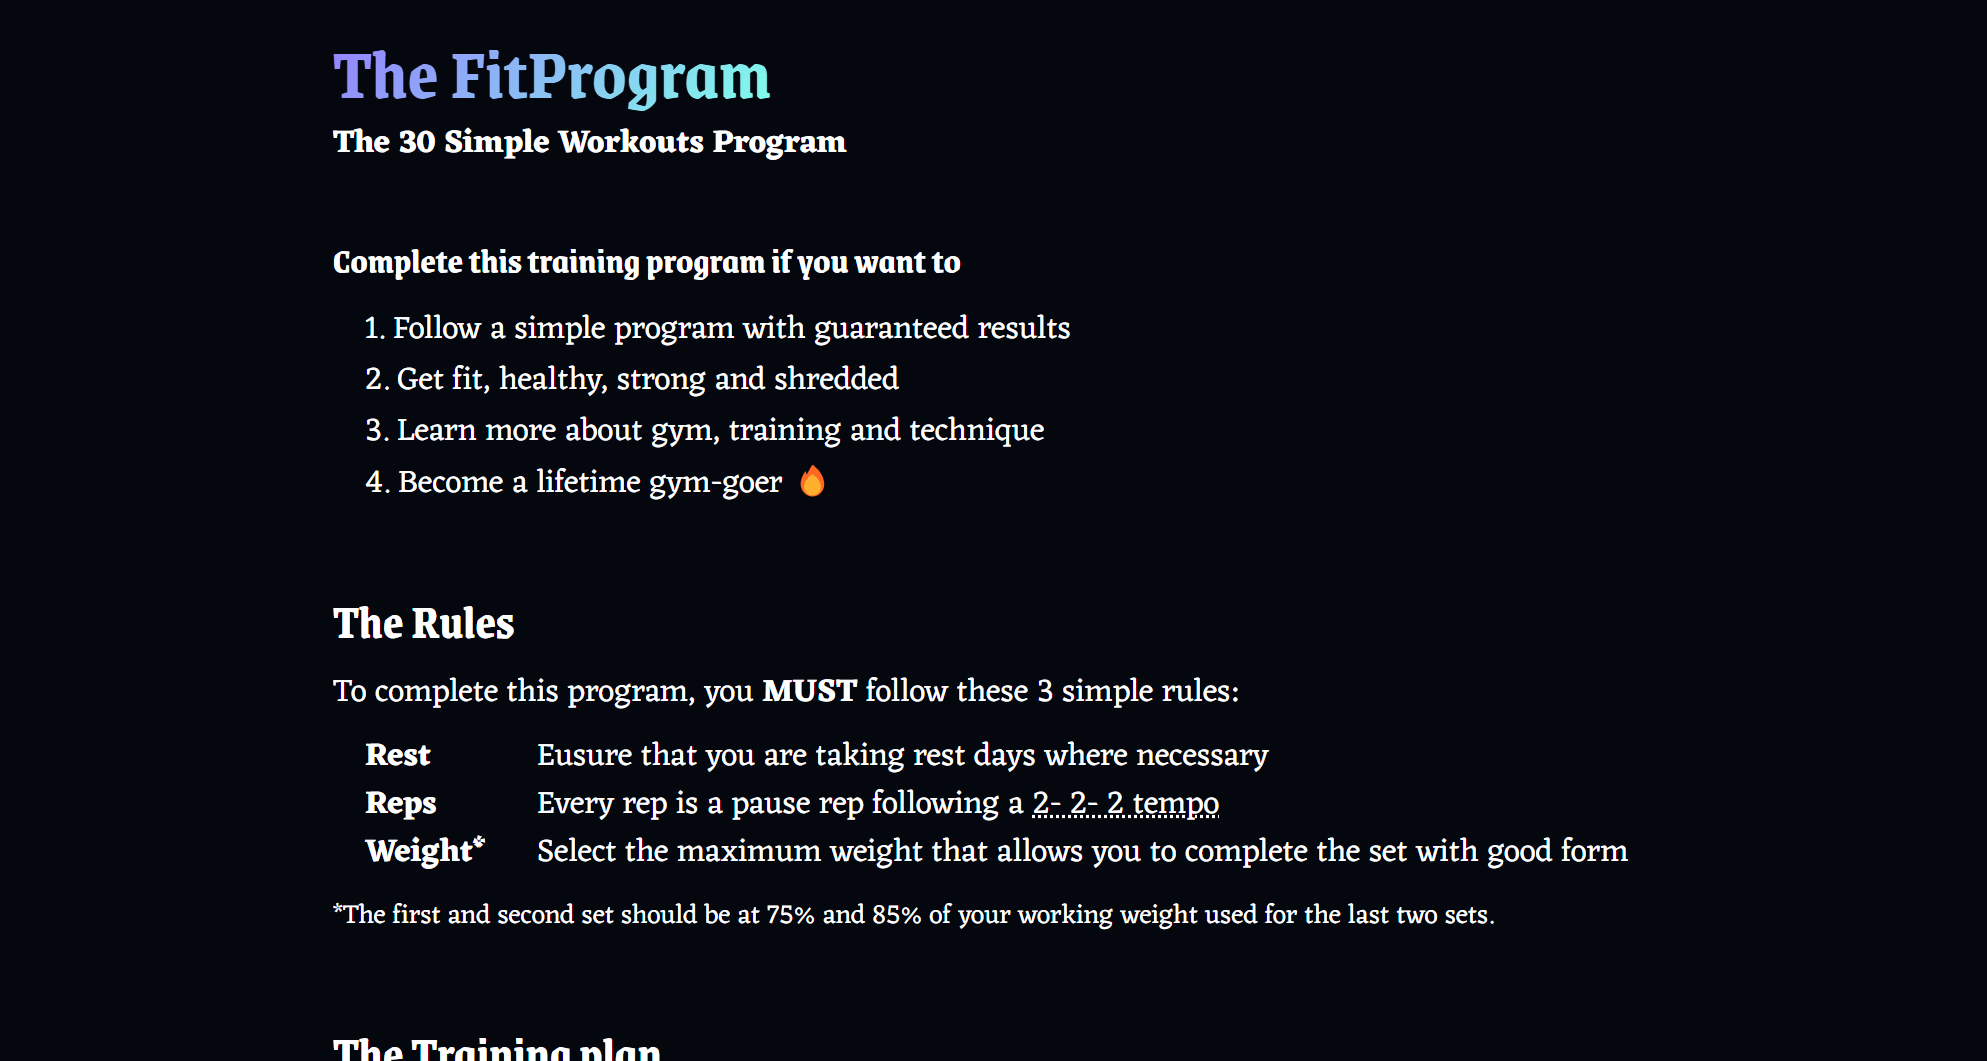 The FitProgram
The 30 Simple Workouts Program
Complete this training program if you want to
1. Follow a simple program with guaranteed results
2. Get fit, healthy, strong and shredded
3. Learn more about gym, training and technique
4. Become a lifetime gym-goer 🔥
The Rules
To complete this program, you MUST follow these 3 simple rules:
Rest Eusure that you are taking rest days where necessary
Reps Every rep is a pause rep following a 2- 2- 2 tempo
Weight* Select the maximum weight that allows you to complete the set with good form
*The first and second set should be at 75% and 85% of your working weight used for the last two sets.
The Training plan